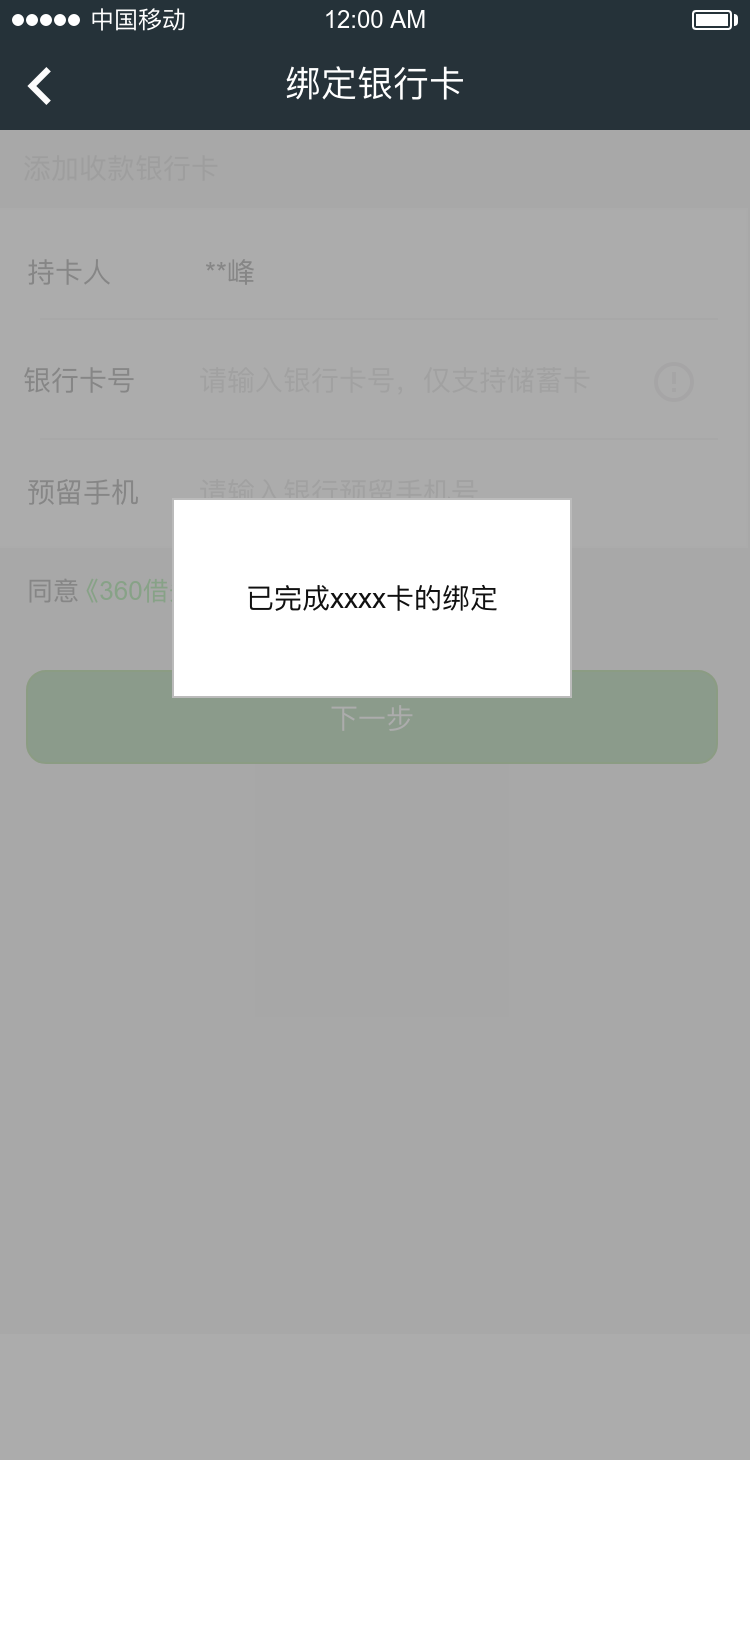 中国移动 12:00 AM
绑定银行卡
添加收款银行卡
持卡人 **峰
银行卡号 请输入银行卡号，仅支持储蓄卡
预留手机 请输入银行预留手机号
同意《360借
已完成xxxx卡的绑定
下一步